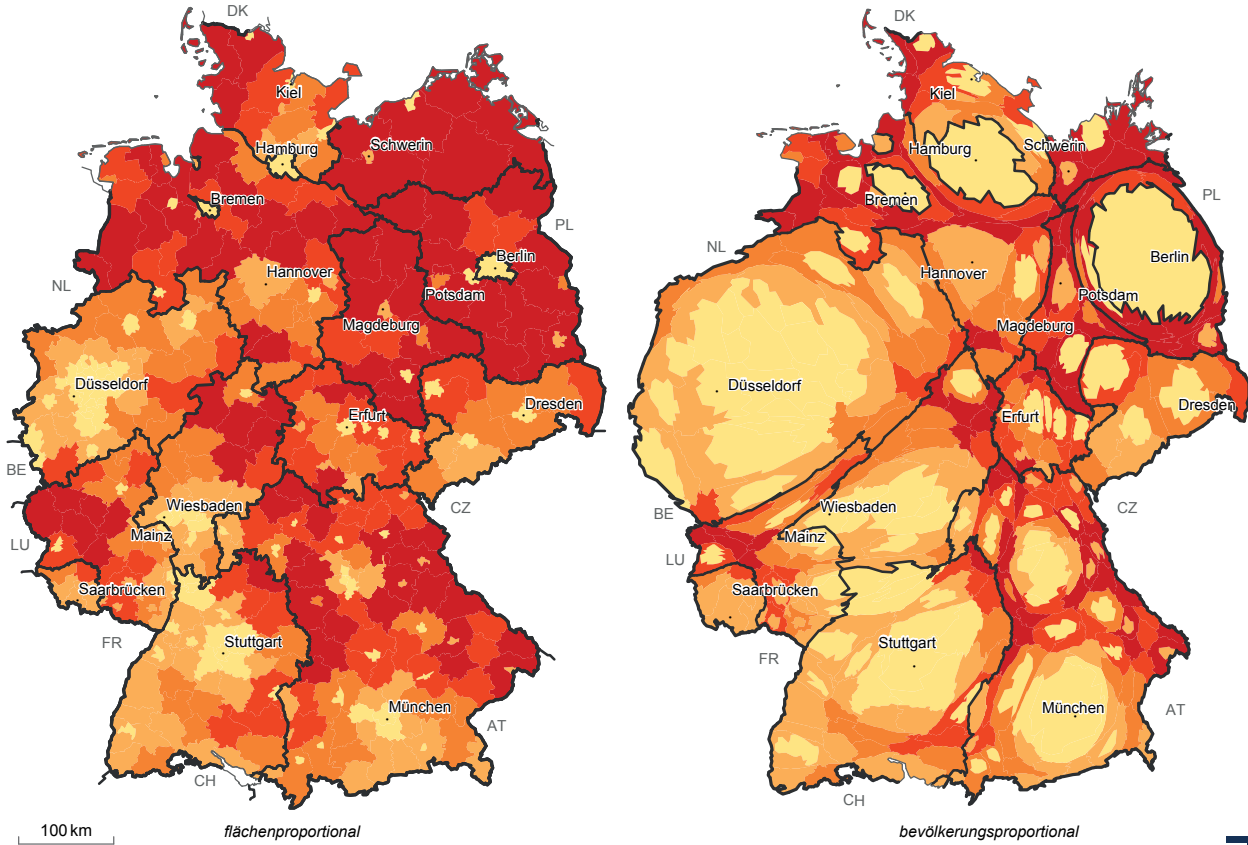 DK
Kiel
Hamburg
Schwerin
Bremen
PL
Berlin
Hannover
NL
Potsdam
Magdeburg
Düsseldorf
Dresden
Erfurt
BE
Wiesbaden
CZ
Mainz
LU
Saarbrücken
FR
Stuttgart
München
AT
CH
100 km
flächenproportional
DK
Kiel
Hamburg
Schwerin
Bremen
PL
NL
Berlin
Hannover
Potsdam
Magdeburg
Düsseldorf
Dresden
Erfurt
BE
Wiesbaden
CZ
Mainz
LU
Saarbrücken
FR
Stuttgart
München
AT
CH
bevölkerungsproportional